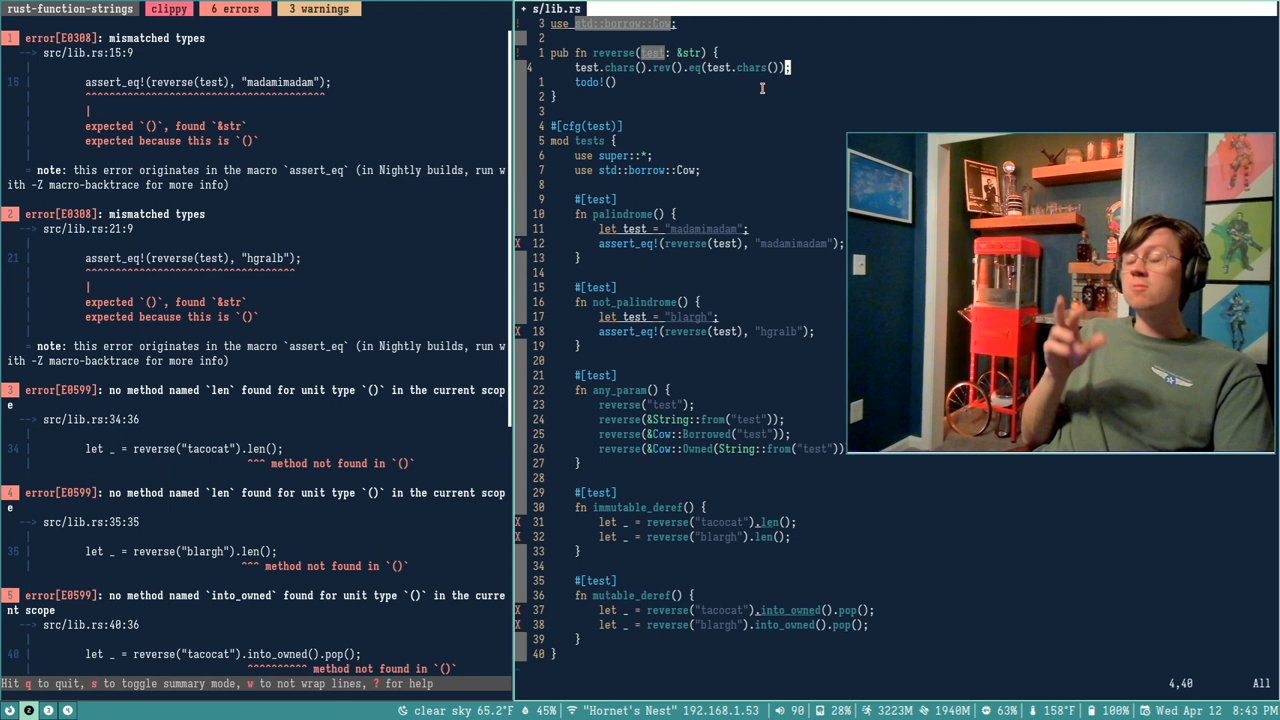 rust-function-strings clippy 6 errors 3 warnings
1 error[E0308]: mismatched types
--> src/lib.rs:15:9
|
15 | assert_eq!(reverse(test), "madamimadam");
| ^^^^^^^^^^^^^^^^^^^^^^^^^^^^^^^^^^^^^^^^
| |
| expected `()`, found `&str`
| expected because this is `()`
|
= note: this error originates in the macro `assert_eq` (in Nightly builds, run w
ith -Z macro-backtrace for more info)
2 error[E0308]: mismatched types
--> src/lib.rs:21:9
|
21 | assert_eq!(reverse(test), "hgralb");
| ^^^^^^^^^^^^^^^^^^^^^^^^^^^^^^^^^^^
| |
| expected `()`, found `&str`
| expected because this is `()`
|
= note: this error originates in the macro `assert_eq` (in Nightly builds, run w
ith -Z macro-backtrace for more info)
3 error[E0599]: no method named `len` found for unit type `()` in the current scop
e
--> src/lib.rs:34:36
|
34 | let _ = reverse("tacocat").len();
| ^^^ method not found in `()`
4 error[E0599]: no method named `len` found for unit type `()` in the current scop
e
--> src/lib.rs:35:35
|
35 | let _ = reverse("blargh").len();
| ^^^ method not found in `()`
5 error[E0599]: no method named `into_owned` found for unit type `()` in the curre
nt scope
--> src/lib.rs:40:36
|
40 | let _ = reverse("tacocat").into_owned().pop();
| ^^^^^^^^^^ method not found in `()`
Hit q to quit, s to toggle summary mode, w to not wrap lines, ? for help
+ s/lib.rs
! 3 use std::borrow::Cow;
2
! 1 pub fn reverse(test: &str) {
4 test.chars().rev().eq(test.chars());
1 todo!()
2 }
3
4 #[cfg(test)]
5 mod tests {
6 use super::*;
7 use std::borrow::Cow;
8
9 #[test]
10 fn palindrome() {
11 let test = "madamimadam";
X 12 assert_eq!(reverse(test), "madamimadam");
13 }
14
15 #[test]
16 fn not_palindrome() {
17 let test = "blargh";
X 18 assert_eq!(reverse(test), "hgralb");
19 }
20
21 #[test]
22 fn any_param() {
23 reverse("test");
24 reverse(&String::from("test"));
25 reverse(&Cow::Borrowed("test"));
26 reverse(&Cow::Owned(String::from("test"))
27 }
28
29 #[test]
30 fn immutable_deref() {
X 31 let _ = reverse("tacocat").len();
X 32 let _ = reverse("blargh").len();
33 }
34
35 #[test]
36 fn mutable_deref() {
X 37 let _ = reverse("tacocat").into_owned().pop();
X 38 let _ = reverse("blargh").into_owned().pop();
39 }
40 }
~
4,40 All
2 3 4 clear sky 65.2°F 45% "Hornet's Nest" 192.168.1.53 90 28% 3223M 1940M 63% 158°F 100% Wed Apr 12 8:43 PM